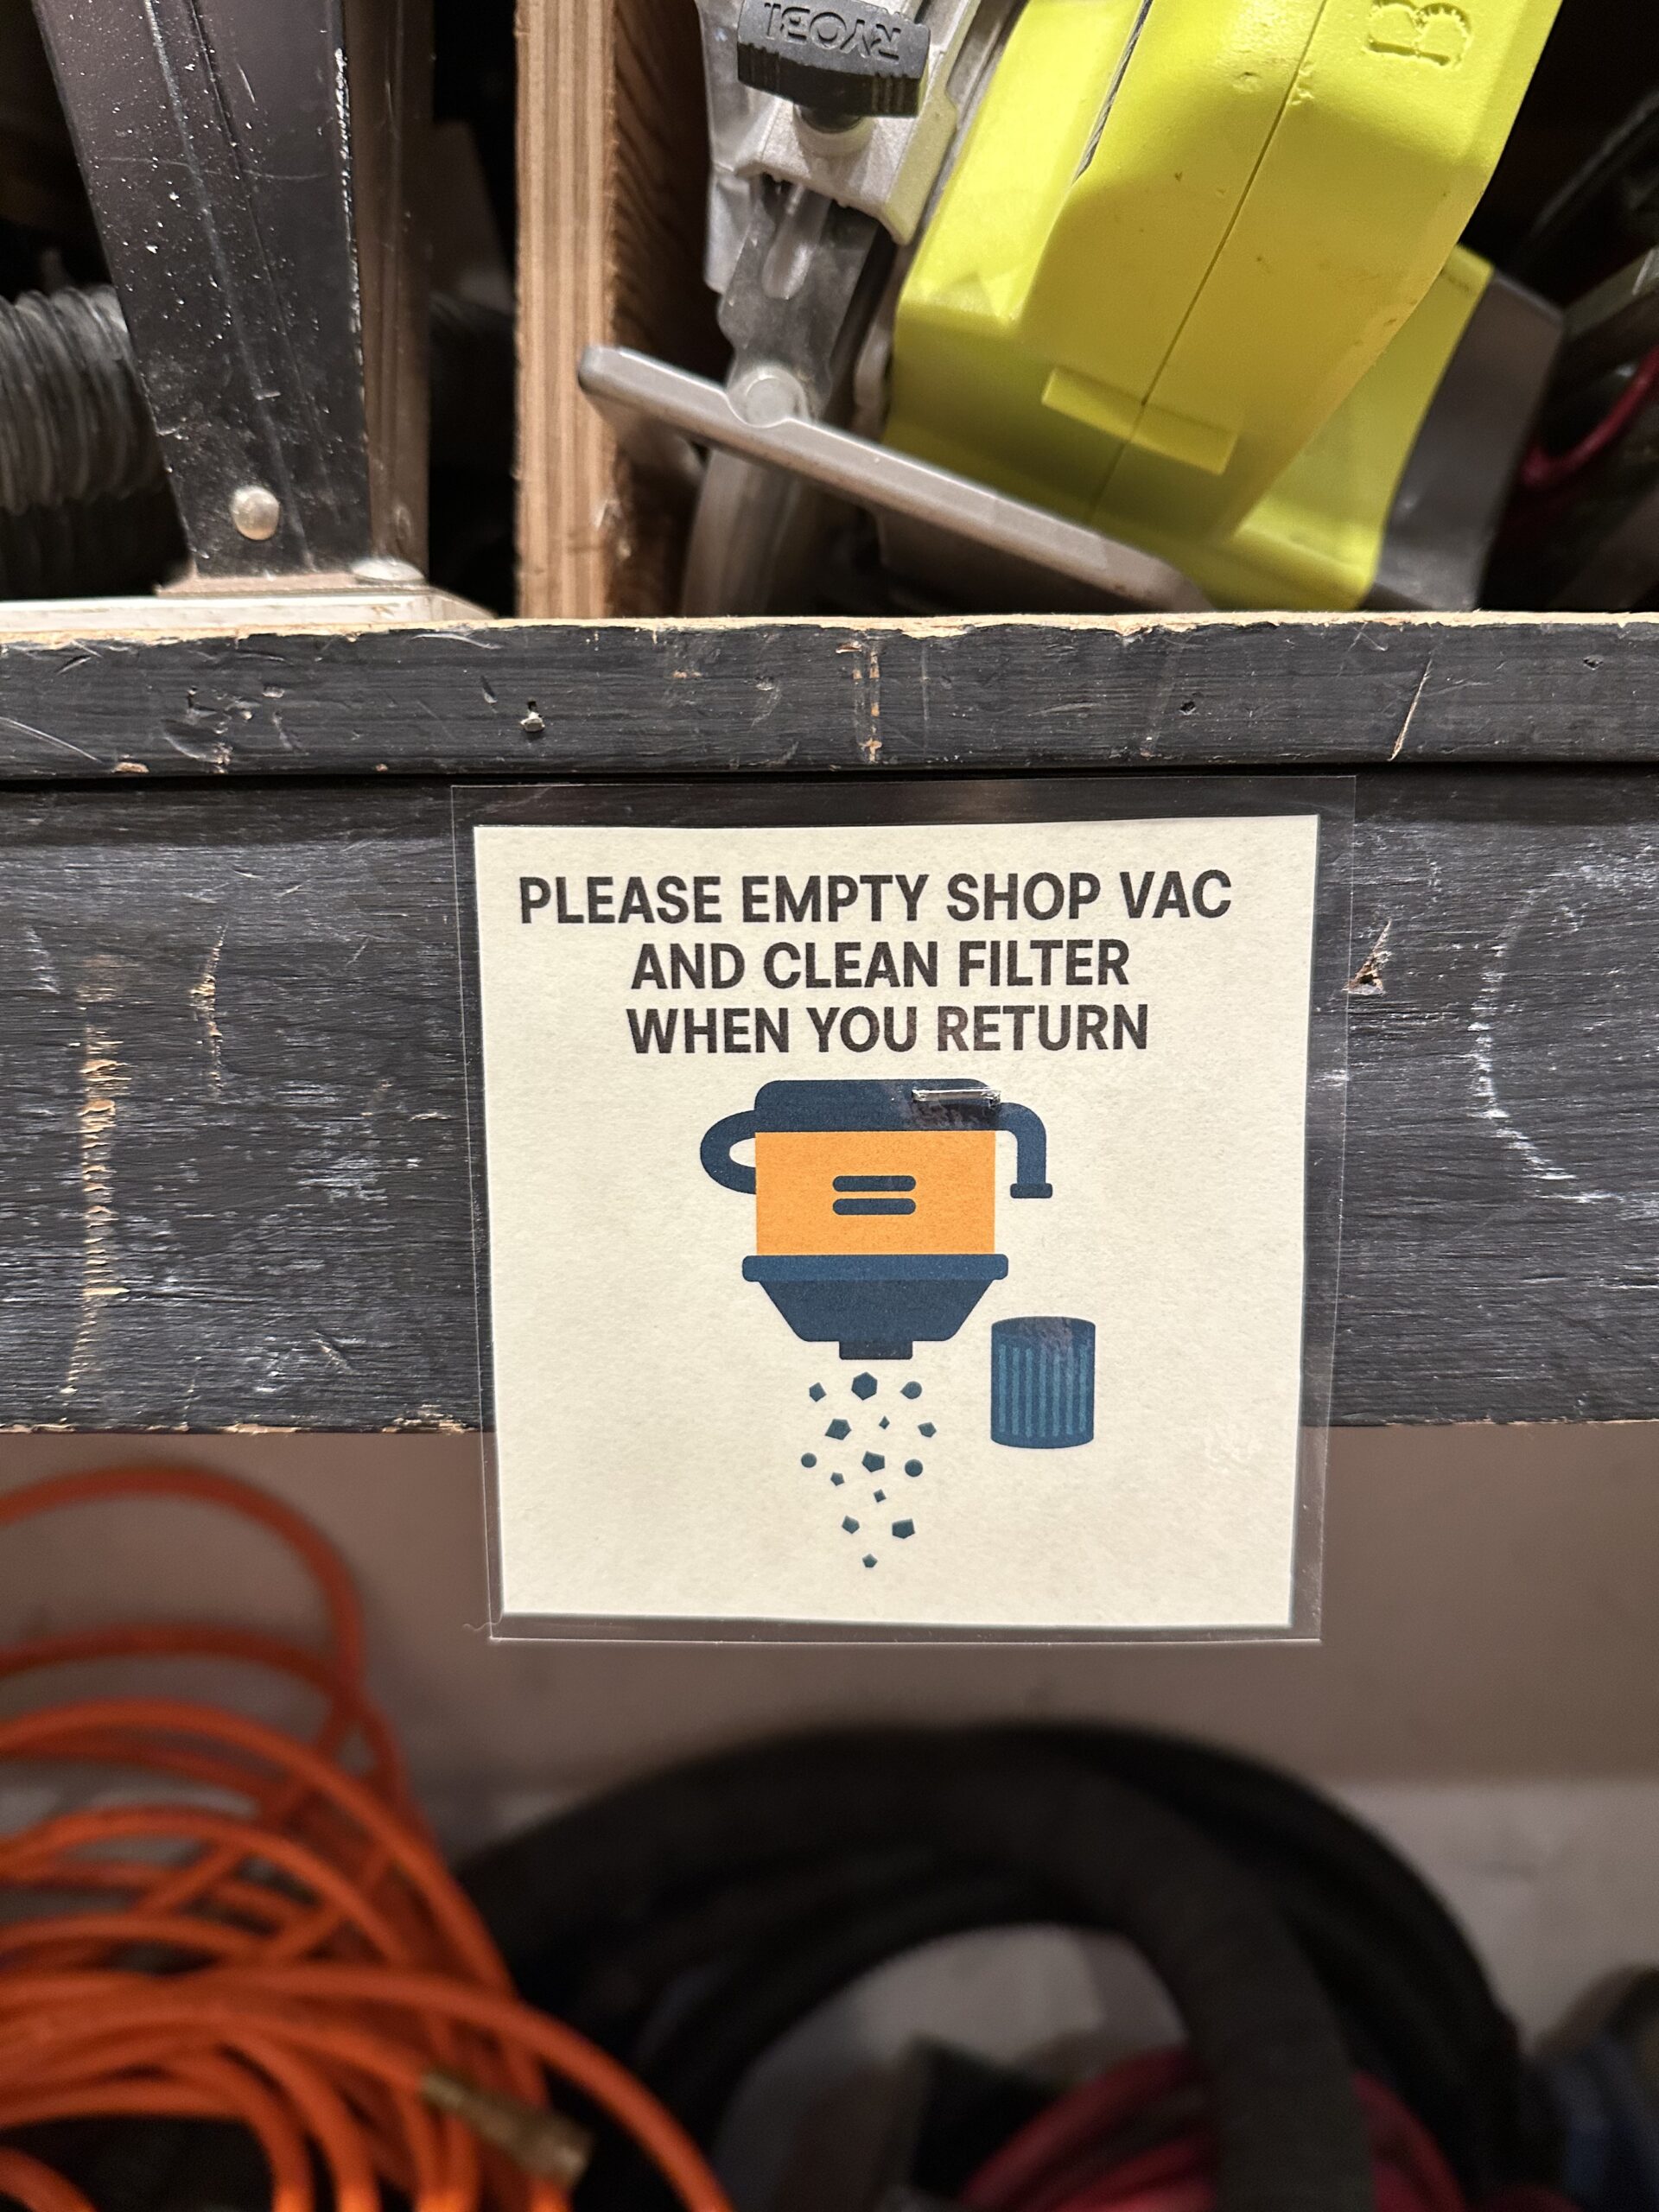 RYOBI
B
PLEASE EMPTY SHOP VAC
AND CLEAN FILTER
WHEN YOU RETURN